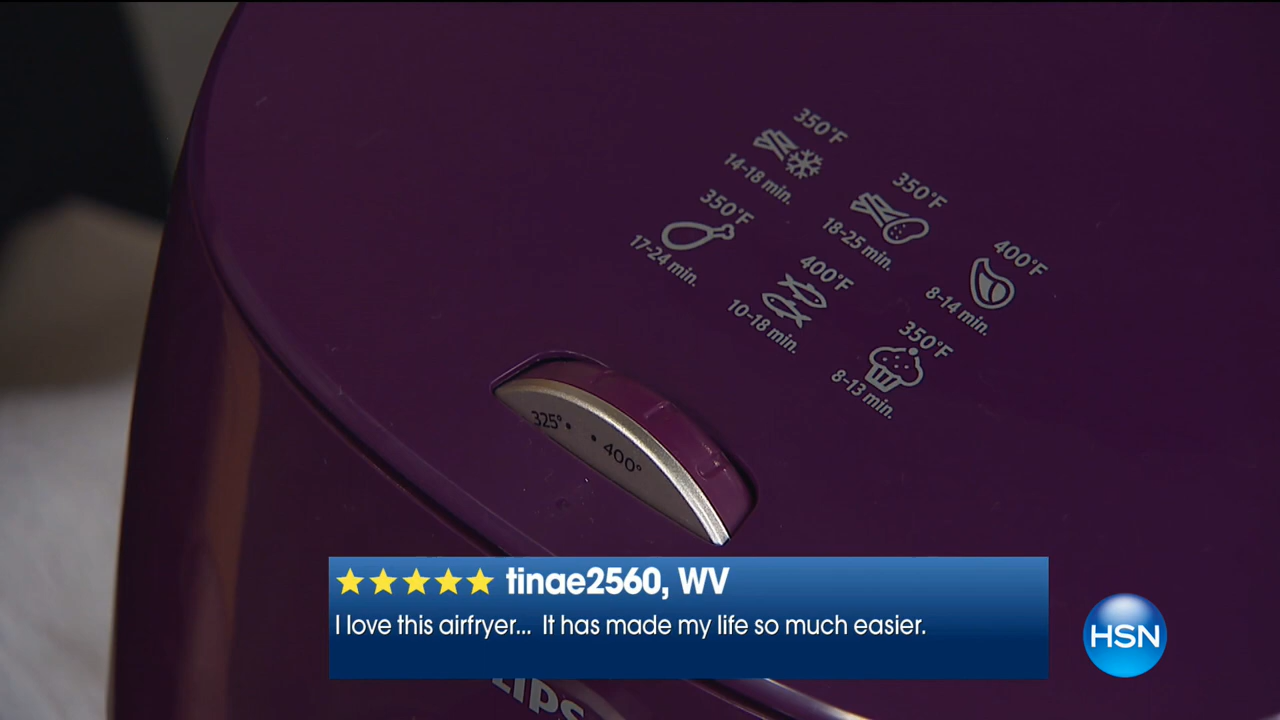 350°F
14-18 min.
350°F
18-25 min.
400°F
8-14 min.
350°F
17-24 min.
400°F
10-18 min.
350°F
8-13 min.
325° •
• 400°
tinae2560, WV
I love this airfryer... It has made my life so much easier.
HSN
LIPS